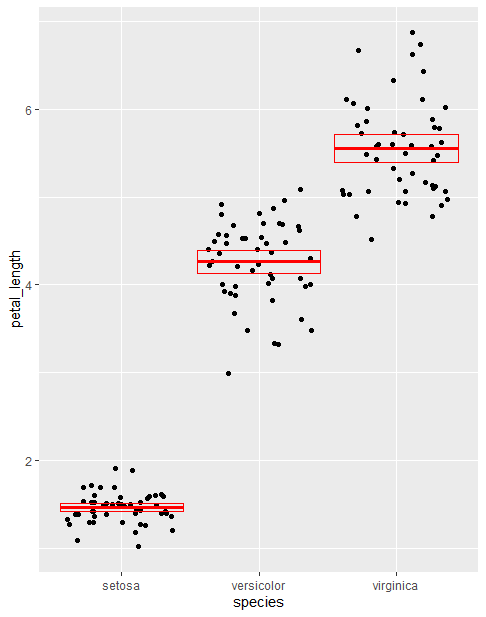 petal_length
6
4
2
setosa versicolor virginica
species